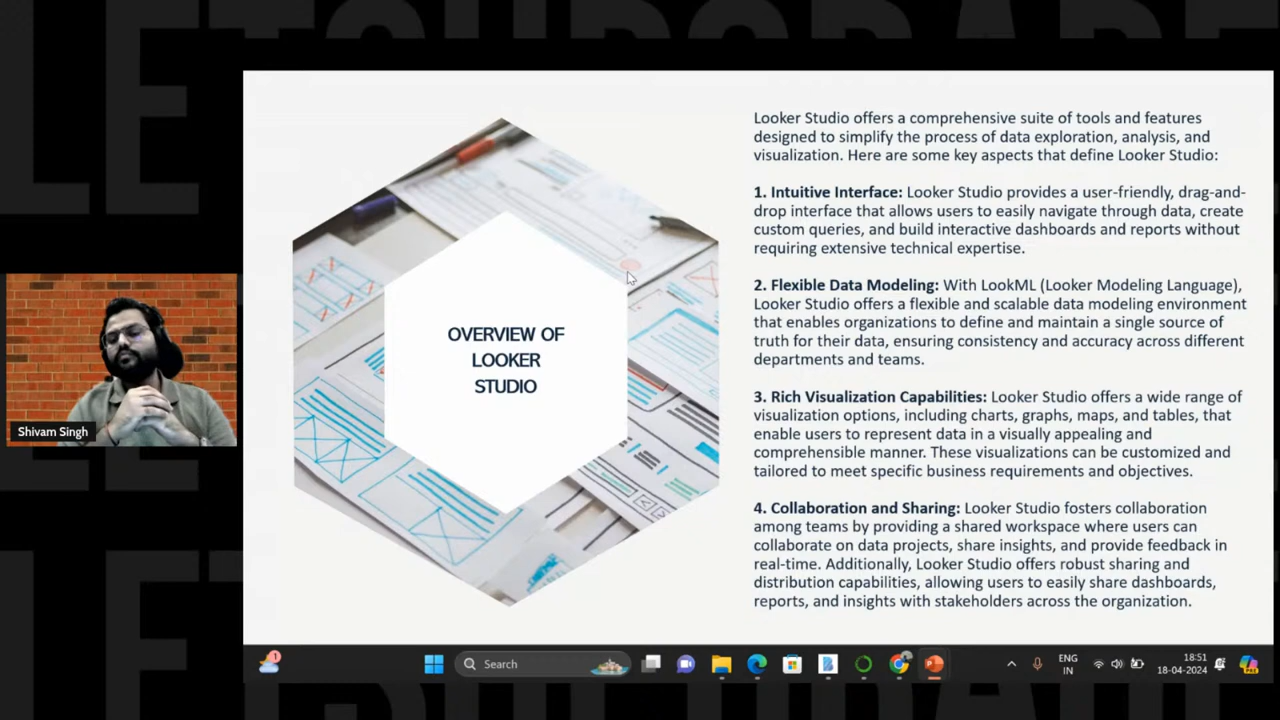 LETSUPGRADE
Looker Studio offers a comprehensive suite of tools and features
designed to simplify the process of data exploration, analysis, and
visualization. Here are some key aspects that define Looker Studio:
1. Intuitive Interface: Looker Studio provides a user-friendly, drag-and-
drop interface that allows users to easily navigate through data, create
custom queries, and build interactive dashboards and reports without
requiring extensive technical expertise.
2. Flexible Data Modeling: With LookML (Looker Modeling Language),
Looker Studio offers a flexible and scalable data modeling environment
that enables organizations to define and maintain a single source of
truth for their data, ensuring consistency and accuracy across different
departments and teams.
3. Rich Visualization Capabilities: Looker Studio offers a wide range of
visualization options, including charts, graphs, maps, and tables, that
enable users to represent data in a visually appealing and
comprehensible manner. These visualizations can be customized and
tailored to meet specific business requirements and objectives.
4. Collaboration and Sharing: Looker Studio fosters collaboration
among teams by providing a shared workspace where users can
collaborate on data projects, share insights, and provide feedback in
real-time. Additionally, Looker Studio offers robust sharing and
distribution capabilities, allowing users to easily share dashboards,
reports, and insights with stakeholders across the organization.
OVERVIEW OF
LOOKER
STUDIO
Shivam Singh
1
Search
ENG
IN
18:51
18-04-2024